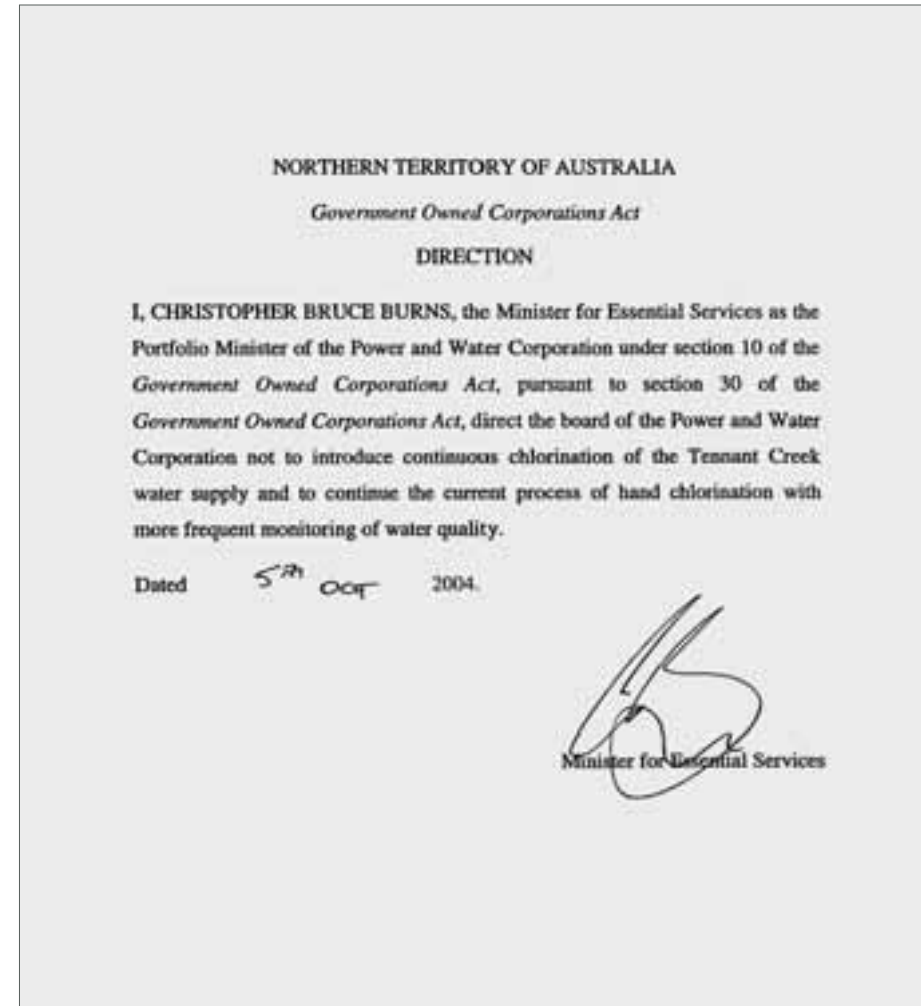 NORTHERN TERRITORY OF AUSTRALIA
Government Owned Corporations Act
DIRECTION
I, CHRISTOPHER BRUCE BURNS, the Minister for Essential Services as the
Portfolio Minister of the Power and Water Corporation under section 10 of the
Government Owned Corporations Act, pursuant to section 30 of the
Government Owned Corporations Act, direct the board of the Power and Water
Corporation not to introduce continuous chlorination of the Tennant Creek
water supply and to continue the current process of hand chlorination with
more frequent monitoring of water quality.
Dated 5TH OCT 2004.
Minister for Essential Services